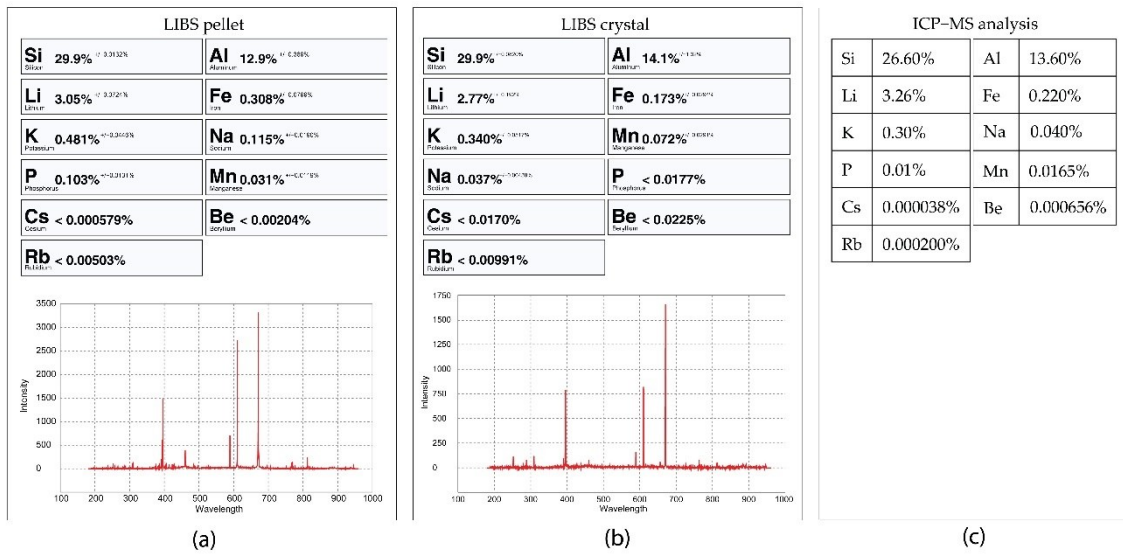 LIBS pellet
Si 29.9%
Silicon
Al 12.9%
Aluminum
Li 3.05%
Lithium
Fe 0.308%
Iron
K 0.481%
Potassium
Na 0.115%
Sodium
P 0.103%
Phosphorus
Mn 0.031%
Manganese
Cs < 0.000579%
Cesium
Be < 0.00204%
Beryllium
Rb < 0.00503%
Rubidium
3500
3000
2500
2000
1500
1000
500
0
Intensity
100 200 300 400 500 600 700 800 900 1000
Wavelength
(a)
LIBS crystal
Si 29.9%
Silicon
Al 14.1%
Aluminum
Li 2.77%
Lithium
Fe 0.173%
Iron
K 0.340%
Potassium
Mn 0.072%
Manganese
Na 0.037%
Sodium
P < 0.0177%
Phosphorus
Cs < 0.0170%
Cesium
Be < 0.0225%
Beryllium
Rb < 0.00991%
Rubidium
1750
1500
1250
1000
750
500
250
0
Intensity
100 200 300 400 500 600 700 800 900 1000
Wavelength
(b)
ICP–MS analysis
Si 26.60% Al 13.60%
Li 3.26% Fe 0.220%
K 0.30% Na 0.040%
P 0.01% Mn 0.0165%
Cs 0.000038% Be 0.000656%
Rb 0.000200%
(c)